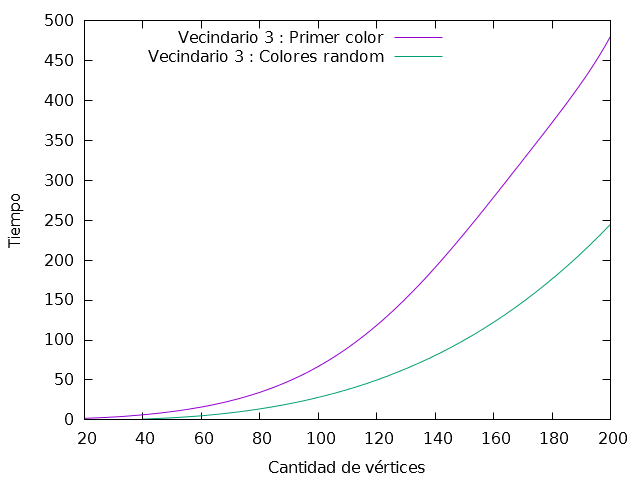 500
450
400
350
300
250
200
150
100
50
0
20 40 60 80 100 120 140 160 180 200
Tiempo
Cantidad de vértices
Vecindario 3 : Primer color
Vecindario 3 : Colores random